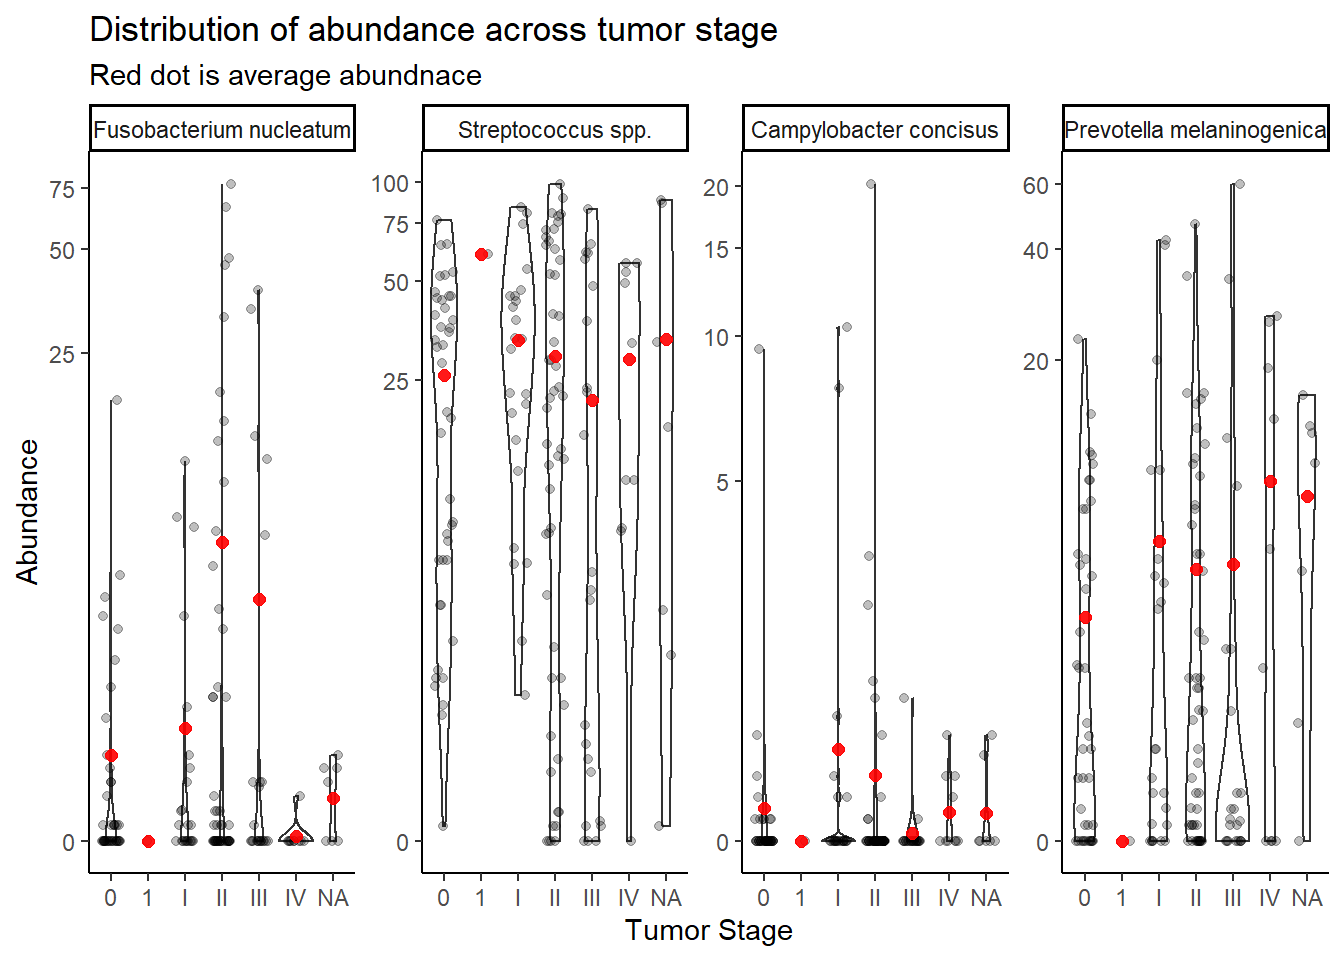 Distribution of abundance across tumor stage
Red dot is average abundnace
Fusobacterium nucleatum
Streptococcus spp.
Campylobacter concisus
Prevotella melaninogenica
Abundance
75
50
25
0
100
75
50
25
0
20
15
10
5
0
60
40
20
0
0 1 I II III IV NA
0 1 I II III IV NA
0 1 I II III IV NA
0 1 I II III IV NA
Tumor Stage